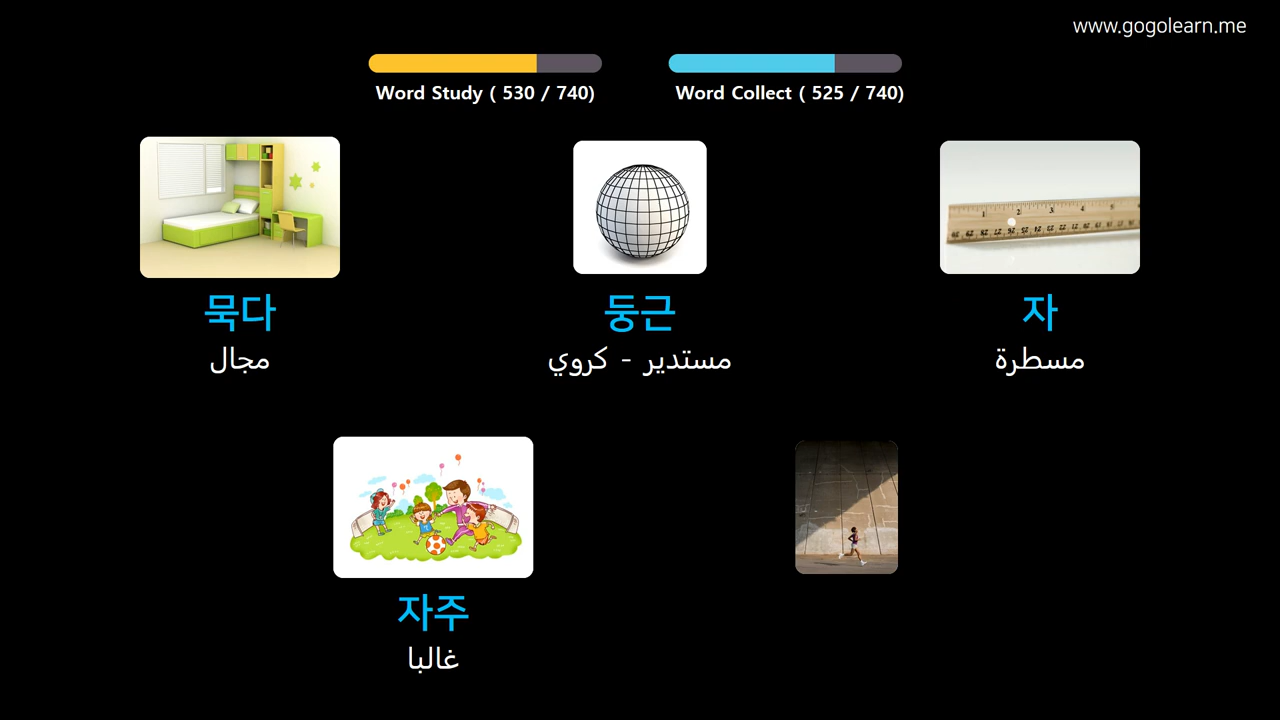 www.gogolearn.me
Word Study ( 530 / 740)
Word Collect ( 525 / 740)
묵다
مجال
둥근
مستدير - كروي
자
مسطرة
자주
غالبا